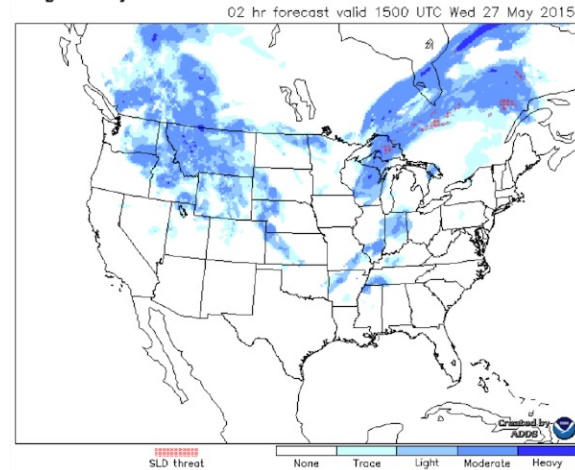 02 hr forecast valid 1500 UTC Wed 27 May 2015
Created by
ADDS
SLD threat
None
Trace
Light
Moderate
Heavy